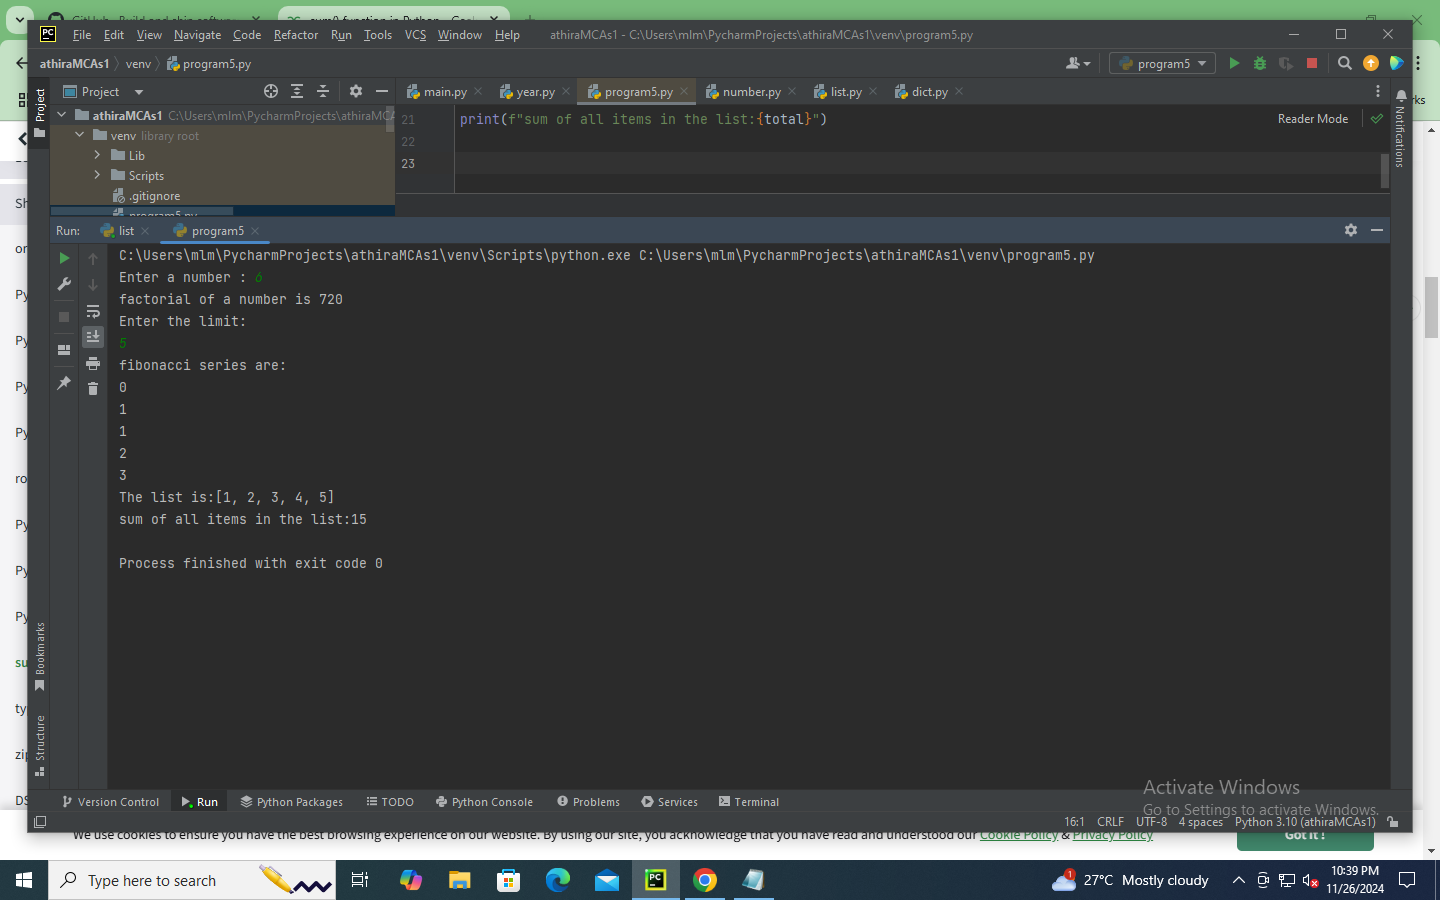 File Edit View Navigate Code Refactor Run Tools VCS Window Help athiraMCAs1 - C:\Users\mlm\PycharmProjects\athiraMCAs1\venv\program5.py
athiraMCAs1 venv program5.py program5
Project main.py year.py program5.py number.py list.py dict.py
Project
athiraMCAs1 C:\Users\mlm\PycharmProjects\athiraMCA
venv library root
Lib
Scripts
.gitignore
program5.py
21 print(f"sum of all items in the list:{total}") Reader Mode
22
23
Notifications
Run: list program5
C:\Users\mlm\PycharmProjects\athiraMCAs1\venv\Scripts\python.exe C:\Users\mlm\PycharmProjects\athiraMCAs1\venv\program5.py
Enter a number : 6
factorial of a number is 720
Enter the limit:
5
fibonacci series are:
0
1
1
2
3
The list is:[1, 2, 3, 4, 5]
sum of all items in the list:15
Process finished with exit code 0
Bookmarks
Structure
Activate Windows
Go to Settings to activate Windows.
Version Control Run Python Packages TODO Python Console Problems Services Terminal
16:1 CRLF UTF-8 4 spaces Python 3.10 (athiraMCAs1)
We use cookies to ensure you have the best browsing experience on our website. By using our site, you acknowledge that you have read and understood our Cookie Policy & Privacy Policy Got It !
Type here to search 1 27°C Mostly cloudy 10:39 PM
11/26/2024